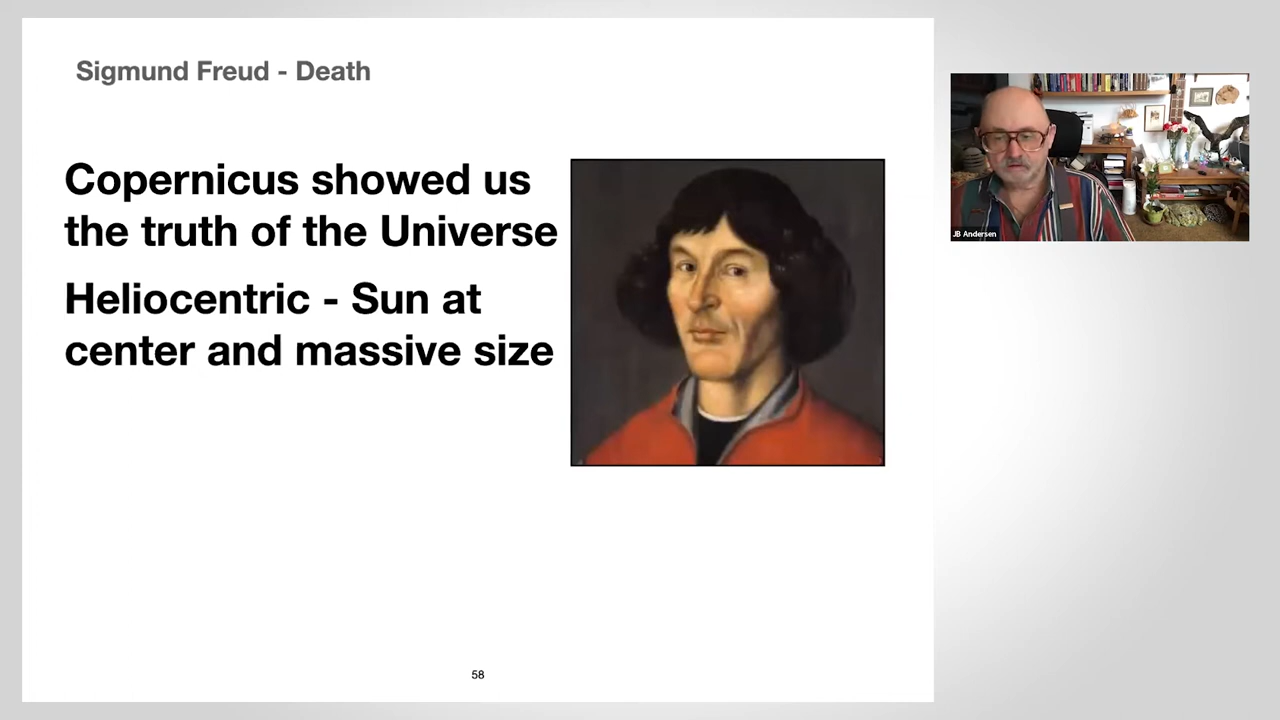 Sigmund Freud - Death
Copernicus showed us
the truth of the Universe
Heliocentric - Sun at
center and massive size
58
JB Andersen